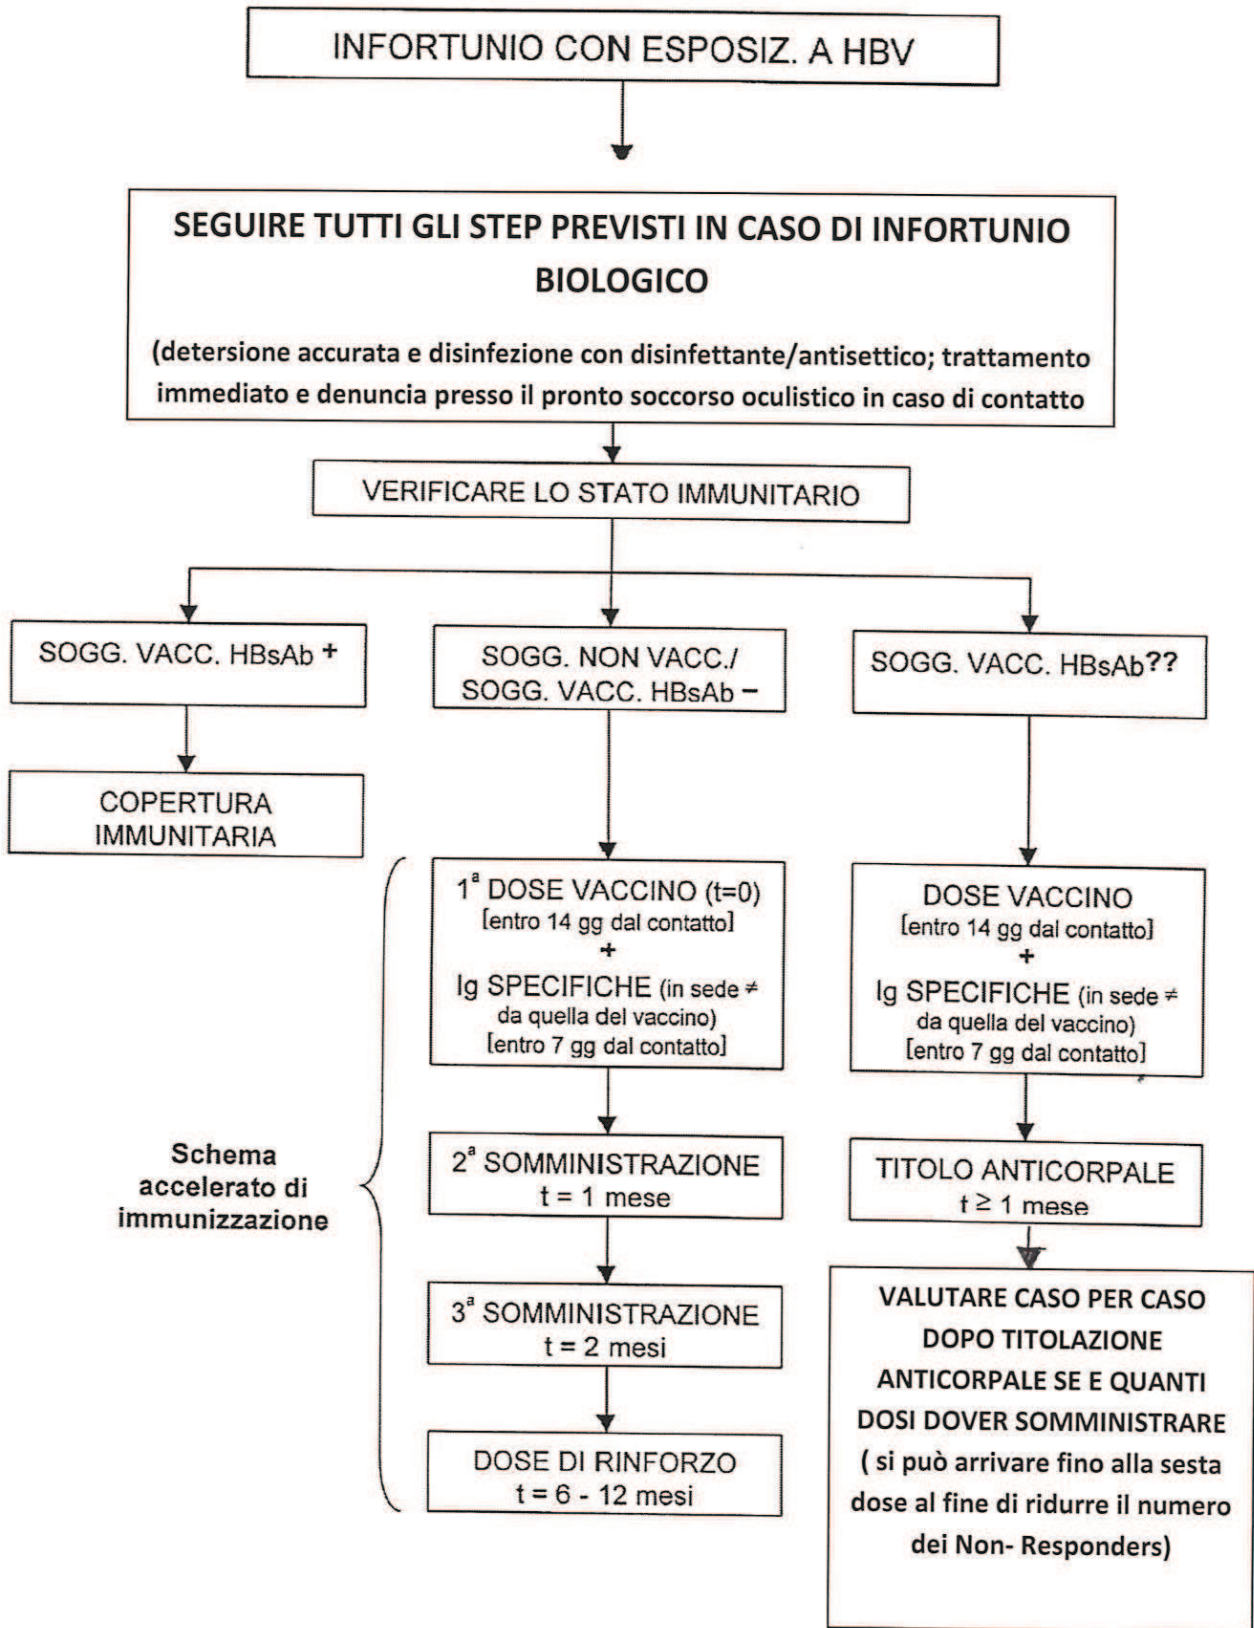 INFORTUNIO CON ESPOSIZ. A HBV
SEGUIRE TUTTI GLI STEP PREVISTI IN CASO DI INFORTUNIO
BIOLOGICO
(detersione accurata e disinfezione con disinfettante/antisettico; trattamento
immediato e denuncia presso il pronto soccorso oculistico in caso di contatto
VERIFICARE LO STATO IMMUNITARIO
SOGG. VACC. HBsAb +
COPERTURA
IMMUNITARIA
SOGG. NON VACC./
SOGG. VACC. HBsAb –
SOGG. VACC. HBsAb??
Schema
accelerato di
immunizzazione
1ª DOSE VACCINO (t=0)
[entro 14 gg dal contatto]
+
Ig SPECIFICHE (in sede ≠
da quella del vaccino)
[entro 7 gg dal contatto]
2ª SOMMINISTRAZIONE
t = 1 mese
3ª SOMMINISTRAZIONE
t = 2 mesi
DOSE DI RINFORZO
t = 6 - 12 mesi
DOSE VACCINO
[entro 14 gg dal contatto]
+
Ig SPECIFICHE (in sede ≠
da quella del vaccino)
[entro 7 gg dal contatto]
TITOLO ANTICORPALE
t ≥ 1 mese
VALUTARE CASO PER CASO
DOPO TITOLAZIONE
ANTICORPALE SE E QUANTI
DOSI DOVER SOMMINISTRARE
( si può arrivare fino alla sesta
dose al fine di ridurre il numero
dei Non- Responders)